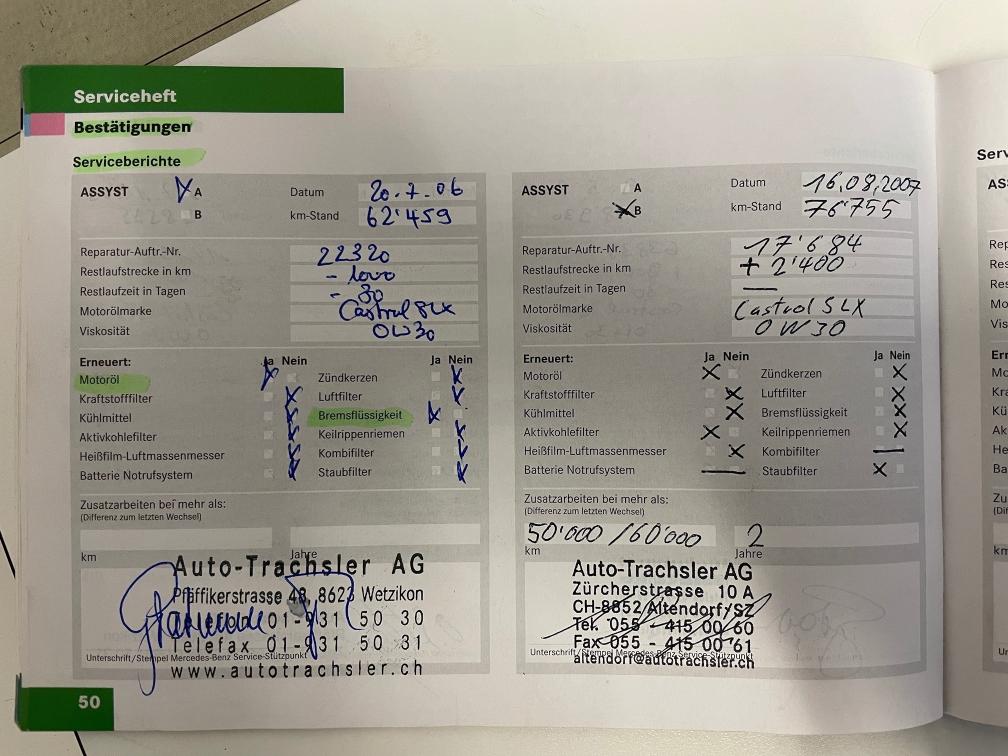 Serviceheft
Bestätigungen
Serviceberichte
ASSYST A
B
Datum 20.7.06
km-Stand 62'459
Reparatur-Auftr.-Nr. 22320
Restlaufstrecke in km - 1000
Restlaufzeit in Tagen - 30
Motorölmarke Castrol SLX
Viskosität 0W30
Erneuert: Ja Nein Ja Nein
Motoröl Zündkerzen
Kraftstofffilter Luftfilter
Kühlmittel Bremsflüssigkeit
Aktivkohlefilter Keilrippenriemen
Heißfilm-Luftmassenmesser Kombifilter
Batterie Notrufsystem Staubfilter
Zusatzarbeiten bei mehr als:
(Differenz zum letzten Wechsel)
km Jahre
Auto-Trachsler AG
Pfäffikerstrasse 48, 8623 Wetzikon
01-931 50 30
Telefax 01-931 50 31
Unterschrift/Stempel Mercedes-Benz Service-Stützpunkt
www.autotrachsler.ch
50
ASSYST A
B
Datum 16.08.2007
km-Stand 76'755
Reparatur-Auftr.-Nr. 17'684
Restlaufstrecke in km + 2'400
Restlaufzeit in Tagen —
Motorölmarke Castrol SLX
Viskosität 0W30
Erneuert: Ja Nein Ja Nein
Motoröl Zündkerzen
Kraftstofffilter Luftfilter
Kühlmittel Bremsflüssigkeit
Aktivkohlefilter Keilrippenriemen
Heißfilm-Luftmassenmesser Kombifilter
Batterie Notrufsystem Staubfilter
Zusatzarbeiten bei mehr als:
(Differenz zum letzten Wechsel)
50'000 / 60'000 2
km Jahre
Auto-Trachsler AG
Zürcherstrasse 10 A
CH-8852 Altendorf/SZ
Tel. 055 - 415 00 60
Fax 055 - 415 00 61
Unterschrift/Stempel Mercedes-Benz Service-Stützpunkt
altendorf@autotrachsler.ch